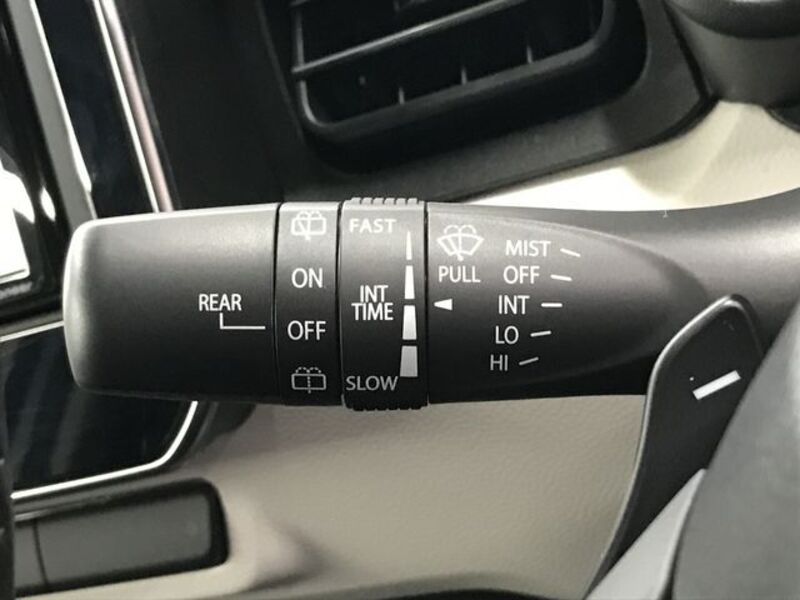 REAR
ON
OFF
FAST
INT
TIME
SLOW
PULL
MIST
OFF
INT
LO
HI